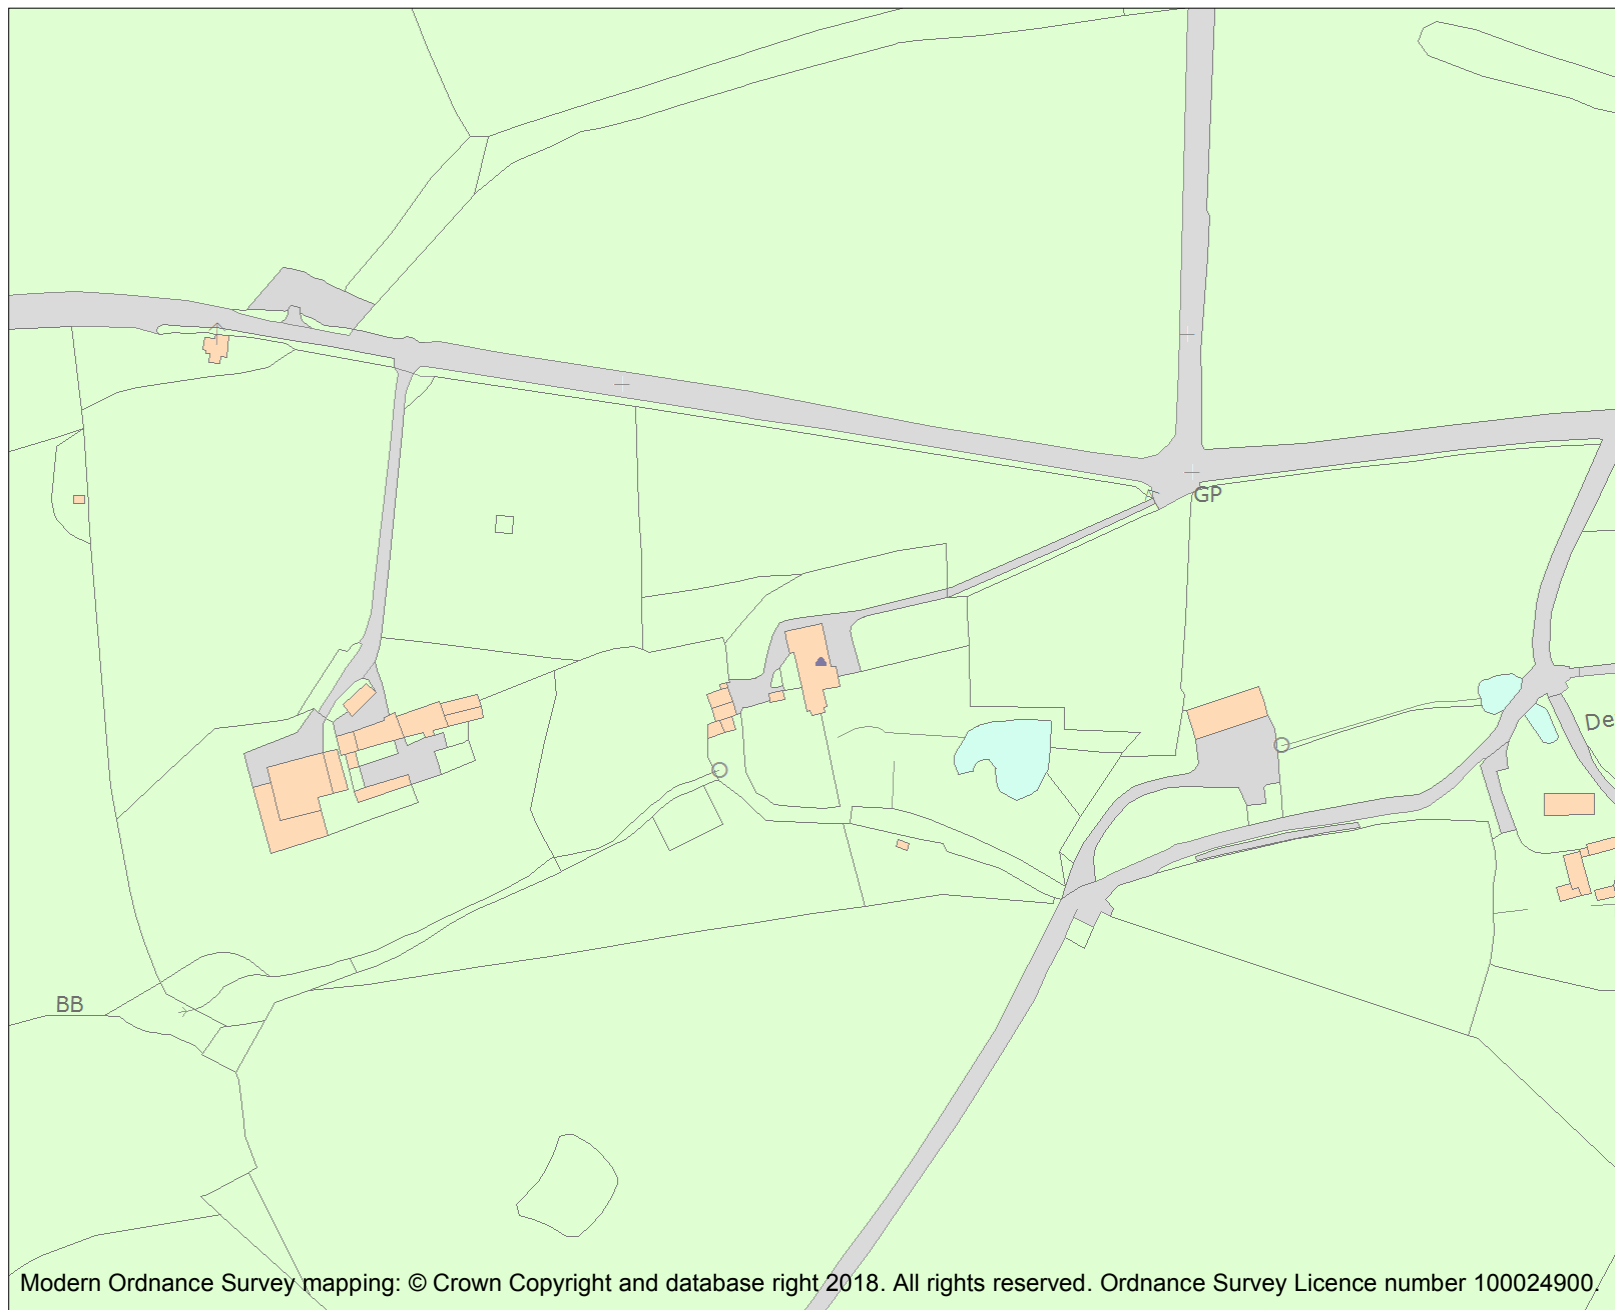 GP
De
BB
Modern Ordnance Survey mapping: © Crown Copyright and database right 2018. All rights reserved. Ordnance Survey Licence number 100024900.